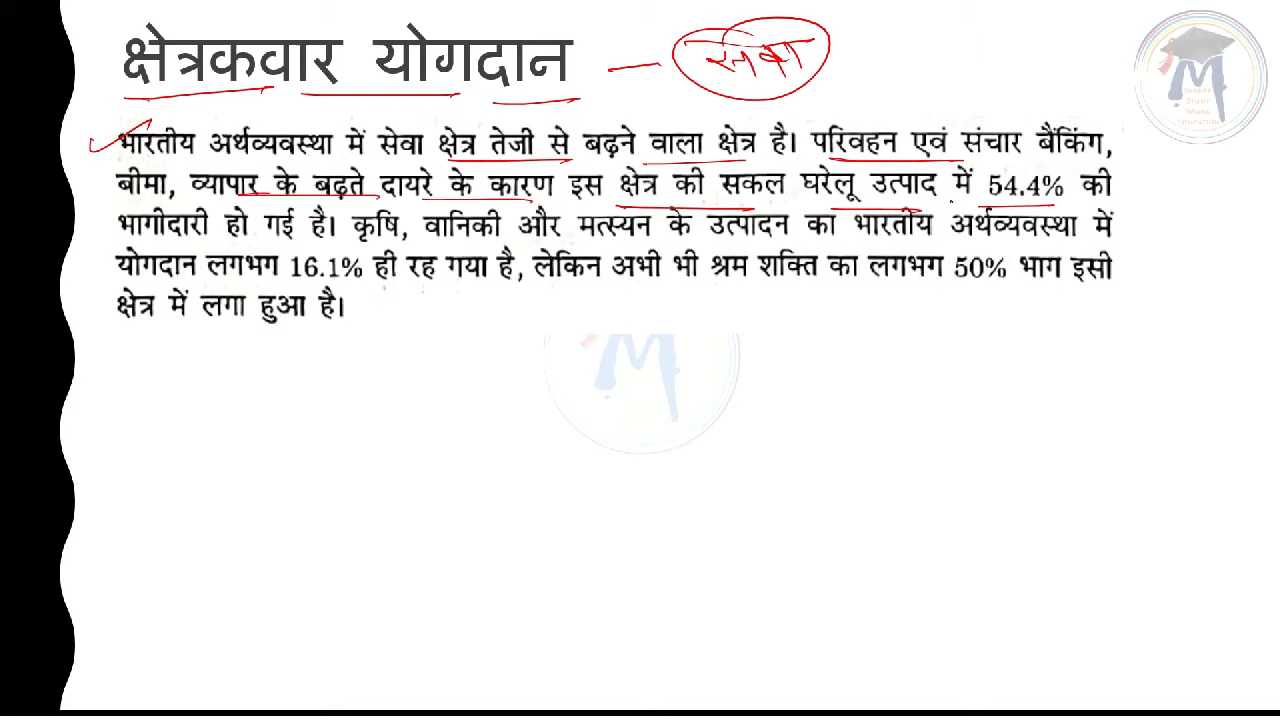 क्षेत्रकवार योगदान — सेवा
भारतीय अर्थव्यवस्था में सेवा क्षेत्र तेजी से बढ़ने वाला क्षेत्र है। परिवहन एवं संचार बैंकिंग,
बीमा, व्यापार के बढ़ते दायरे के कारण इस क्षेत्र की सकल घरेलू उत्पाद में 54.4% की
भागीदारी हो गई है। कृषि, वानिकी और मत्स्यन के उत्पादन का भारतीय अर्थव्यवस्था में
योगदान लगभग 16.1% ही रह गया है, लेकिन अभी भी श्रम शक्ति का लगभग 50% भाग इसी
क्षेत्र में लगा हुआ है।